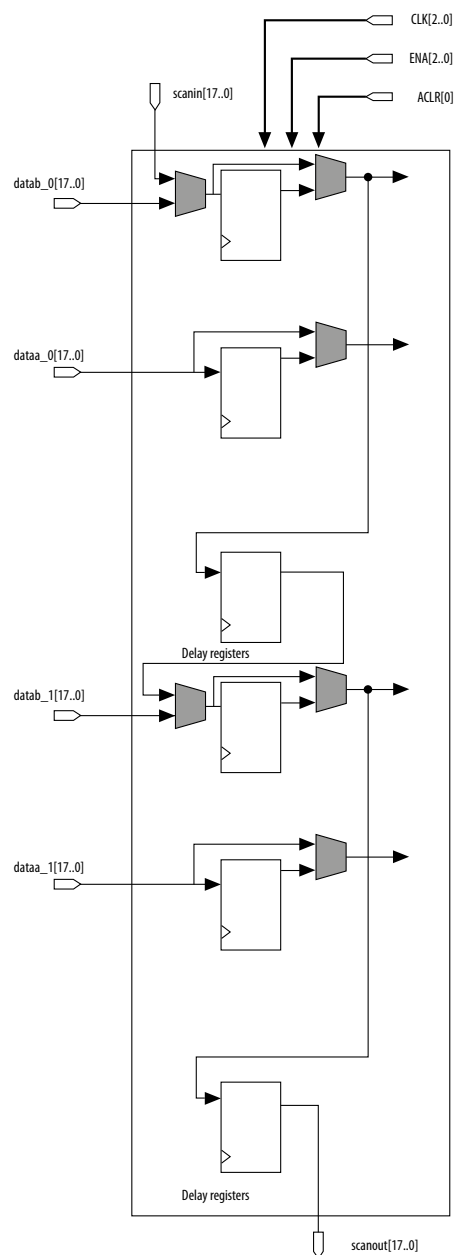 CLK[2..0]
ENA[2..0]
scanin[17..0]
ACLR[0]
datab_0[17..0]
dataa_0[17..0]
Delay registers
datab_1[17..0]
dataa_1[17..0]
Delay registers
scanout[17..0]